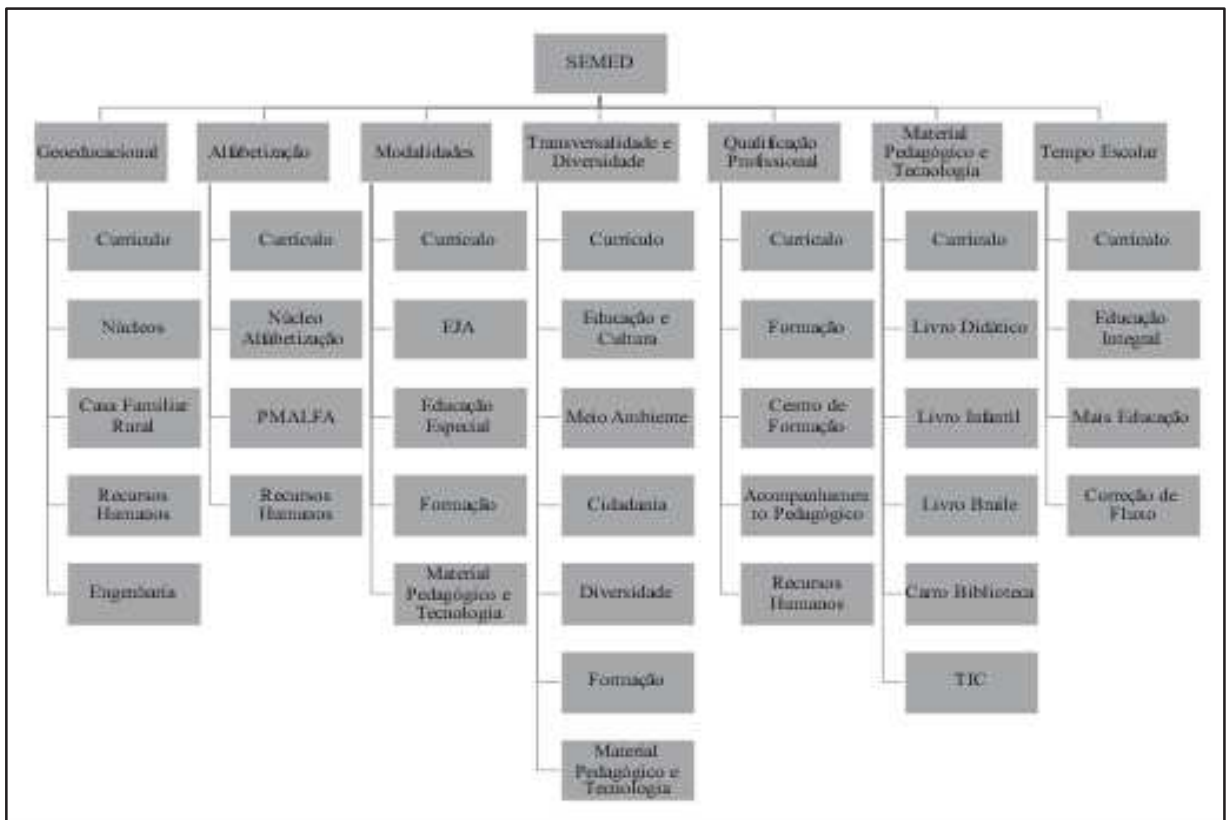 SEMED
Geoeducacional
Alfabetização
Modalidades
Transversalidade e
Diversidade
Qualificação
Profissional
Material
Pedagógico e
Tecnologia
Tempo Escolar
Currículo
Núcleos
Casa Familiar
Rural
Recursos
Humanos
Engenharia
Currículo
Núcleo
Alfabetização
PMALFA
Recursos
Humanos
Currículo
EJA
Educação
Especial
Formação
Material
Pedagógico e
Tecnologia
Currículo
Educação e
Cultura
Meio Ambiente
Cidadania
Diversidade
Formação
Material
Pedagógico e
Tecnologia
Currículo
Formação
Centro de
Formação
Acompanhamen
to Pedagógico
Recursos
Humanos
Currículo
Livro Didático
Livro Infantil
Livro Braile
Carro Biblioteca
TIC
Currículo
Educação
Integral
Mais Educação
Correção de
Fluxo